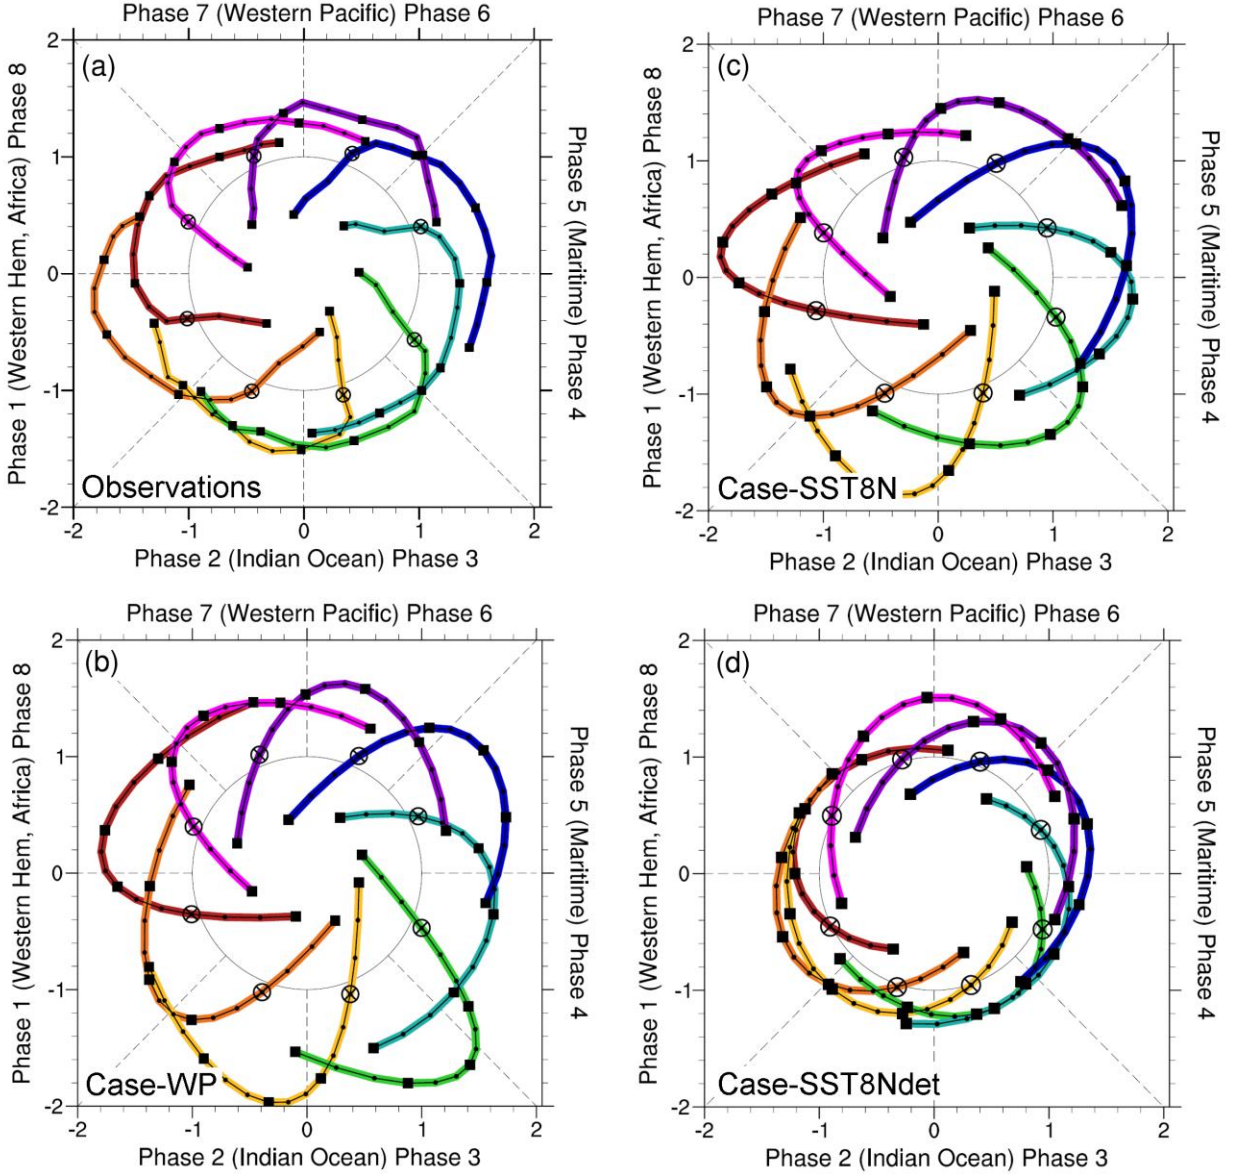 Phase 7 (Western Pacific) Phase 6
(a)
Phase 1 (Western Hem, Africa) Phase 8
2
1
0
-1
-2
Observations
-2 -1 0 1 2
Phase 2 (Indian Ocean) Phase 3
Phase 5 (Maritime) Phase 4
Phase 7 (Western Pacific) Phase 6
(c)
Phase 1 (Western Hem, Africa) Phase 8
2
1
0
-1
-2
Case-SST8N
-2 -1 0 1 2
Phase 2 (Indian Ocean) Phase 3
Phase 5 (Maritime) Phase 4
Phase 7 (Western Pacific) Phase 6
(b)
Phase 1 (Western Hem, Africa) Phase 8
2
1
0
-1
-2
Case-WP
-2 -1 0 1 2
Phase 2 (Indian Ocean) Phase 3
Phase 5 (Maritime) Phase 4
Phase 7 (Western Pacific) Phase 6
(d)
Phase 1 (Western Hem, Africa) Phase 8
2
1
0
-1
-2
Case-SST8Ndet
-2 -1 0 1 2
Phase 2 (Indian Ocean) Phase 3
Phase 5 (Maritime) Phase 4